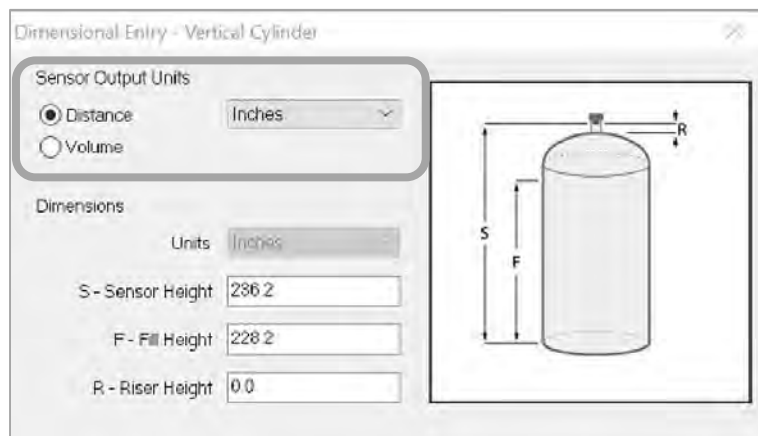 Dimensional Entry - Vertical Cylinder
Sensor Output Units
Distance
Inches
Volume
Dimensions
Units
Inches
S - Sensor Height
236.2
F - Fill Height
228.2
R - Riser Height
0.0
R
S
F